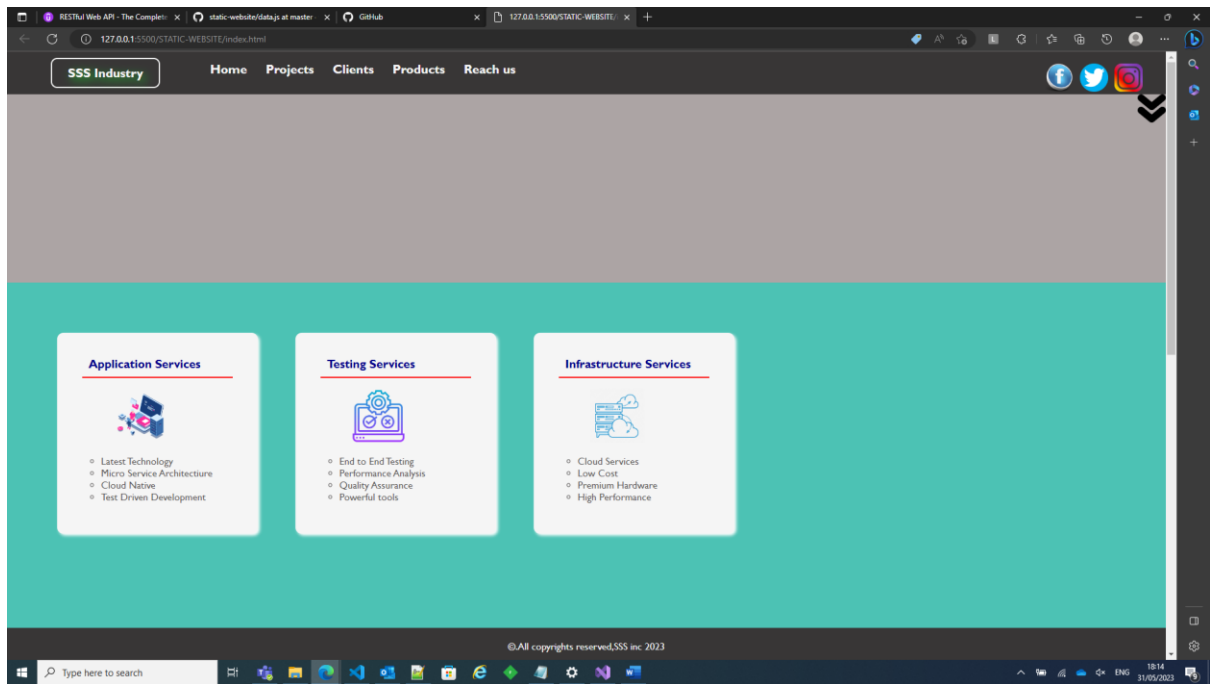 RESTful Web API - The Complete
static-website/data.js at master
GitHub
127.0.0.1:5500/STATIC-WEBSITE/
127.0.0.1:5500/STATIC-WEBSITE/index.html
SSS Industry
Home Projects Clients Products Reach us
Application Services
Latest Technology
Micro Service Architectiure
Cloud Native
Test Driven Development
Testing Services
End to End Testing
Performance Analysis
Quality Assurance
Powerful tools
Infrastructure Services
Cloud Services
Low Cost
Premium Hardware
High Performance
©.All copyrights reserved,SSS inc 2023
Type here to search
ENG
18:14
31/05/2023